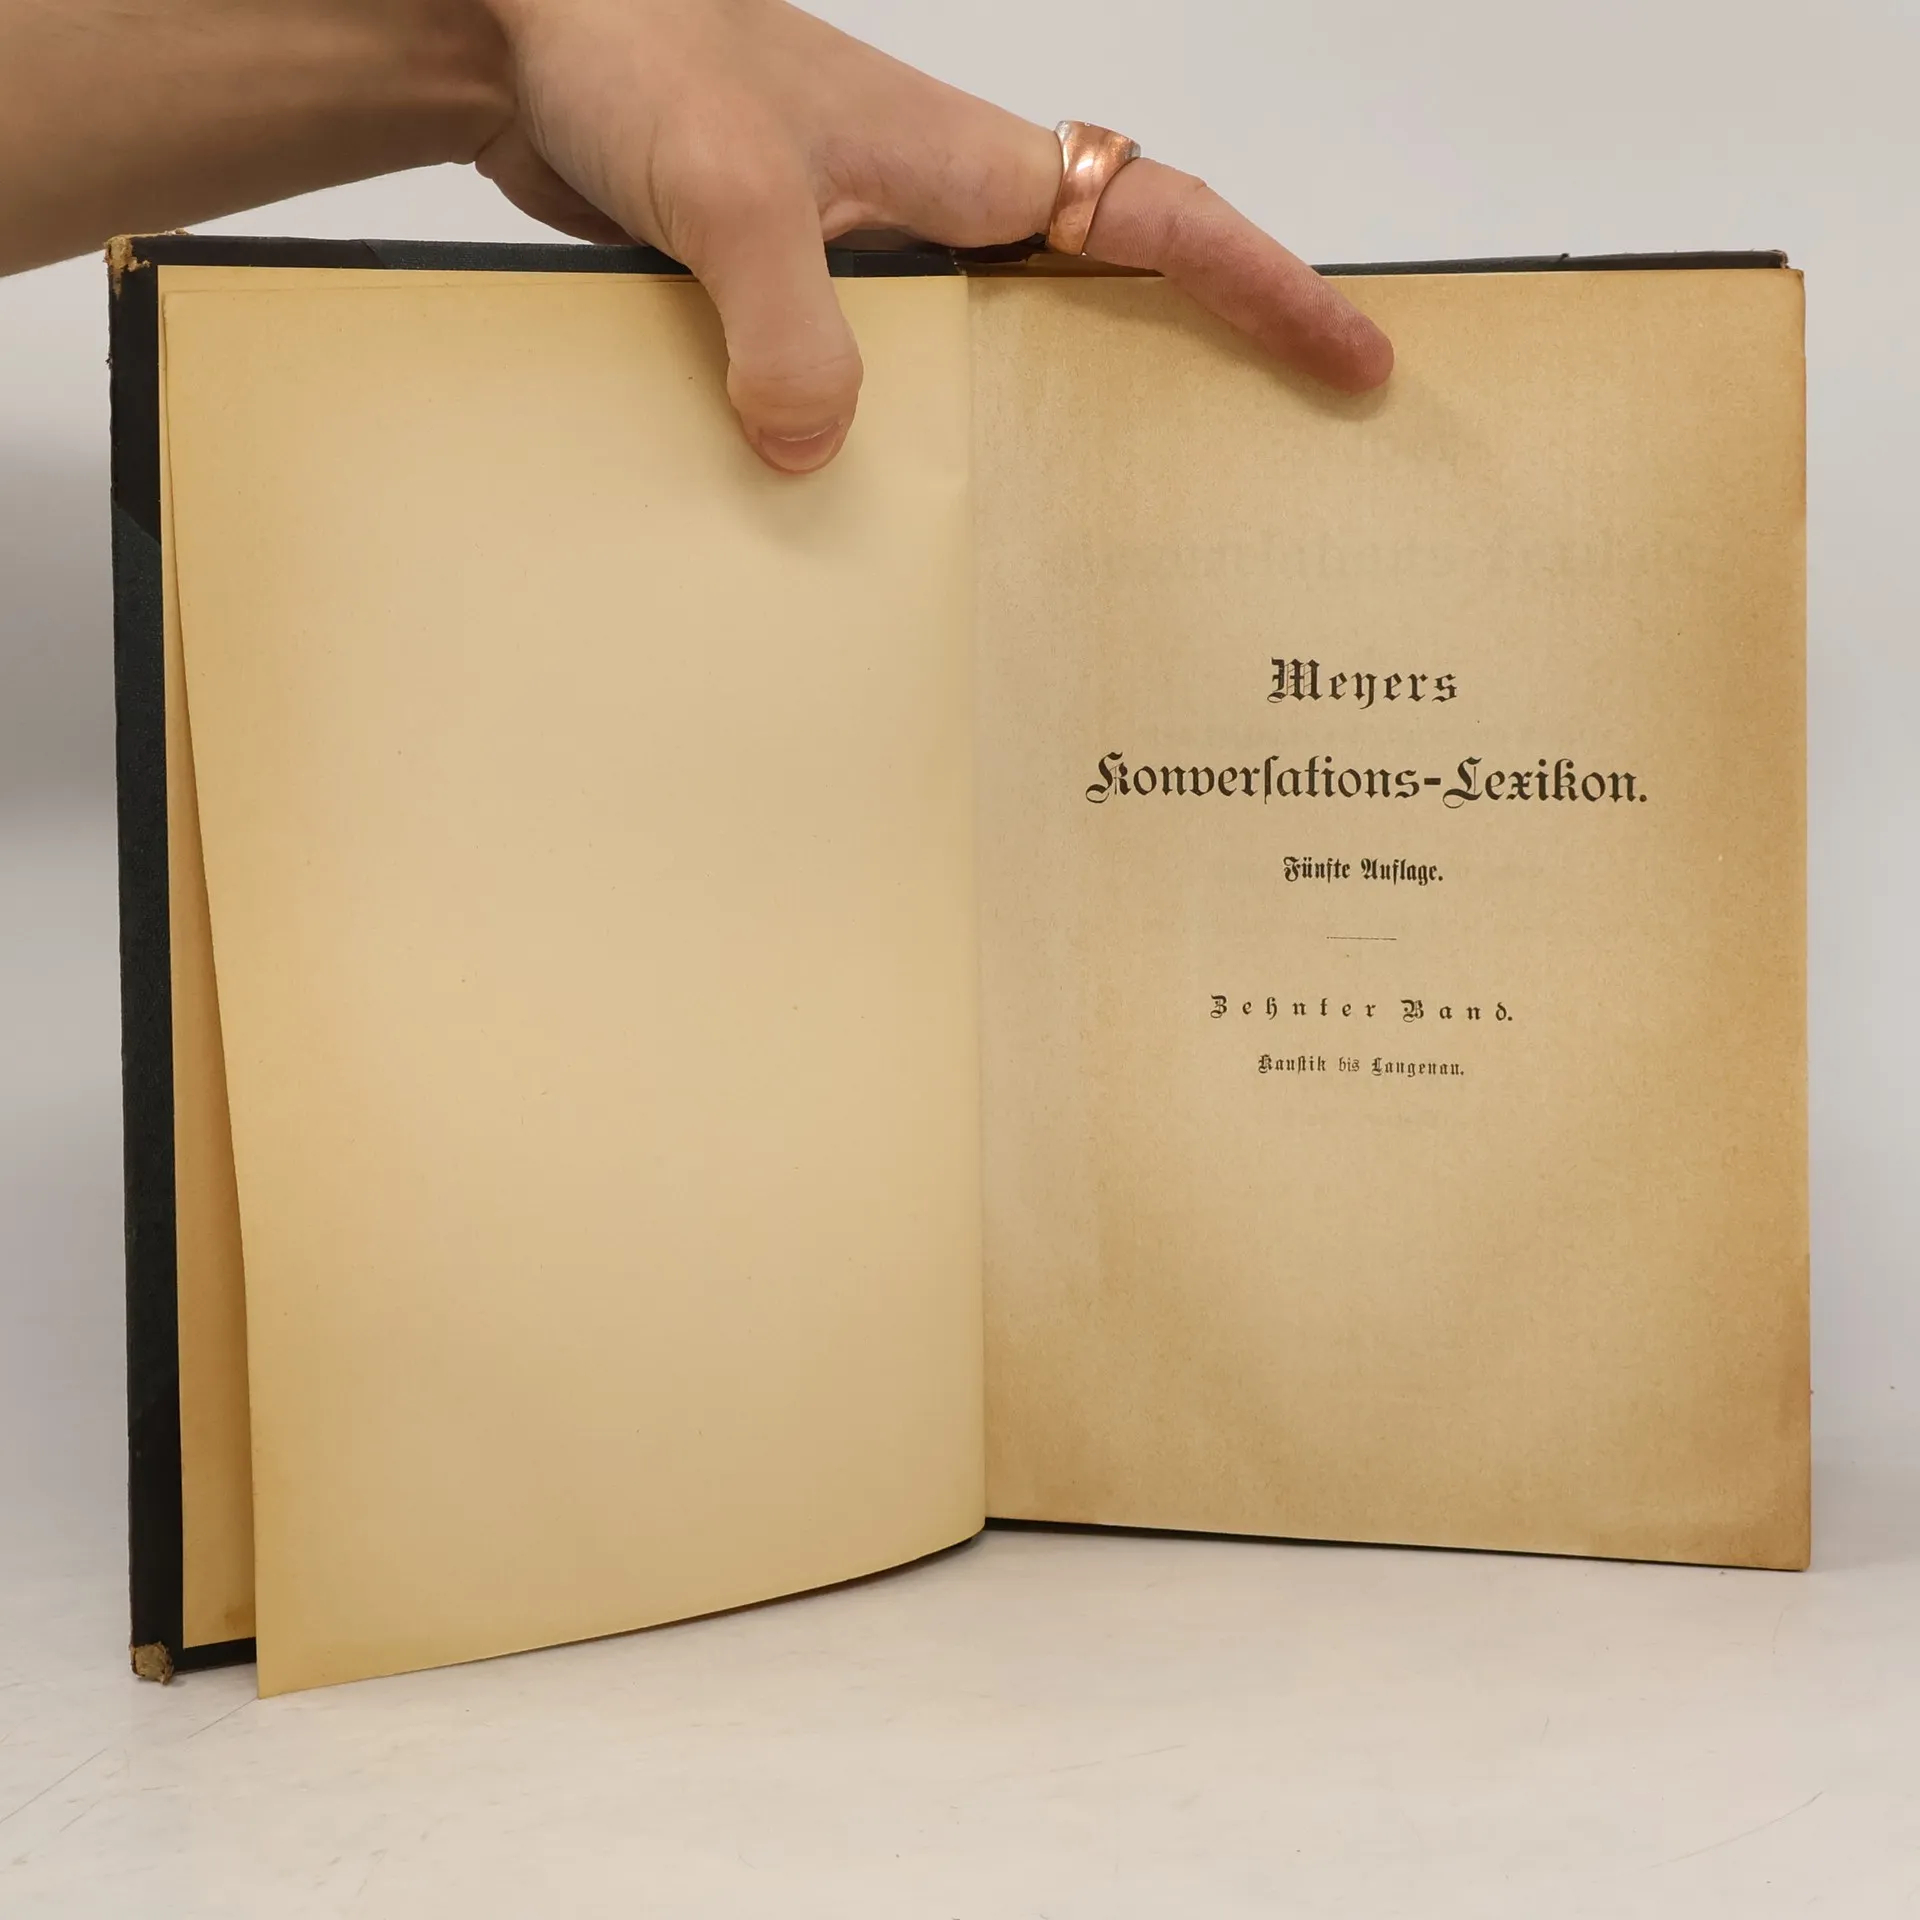 Meyers
Konverſations-Lexikon.
Fünfte Auflage.
Zehnter Band.
Kauſtik bis Langenau.